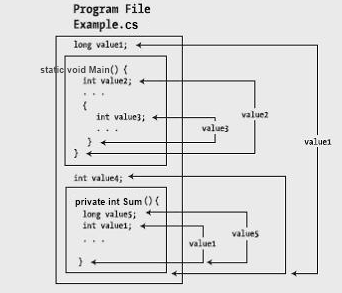 Program File
Example.cs
long value1;
static void Main() {
int value2;
. . .
{
int value3;
. . .
}
}
value3
value2
value1
int value4;
private int Sum () {
long value5;
int value1;
. . .
}
value1
value5